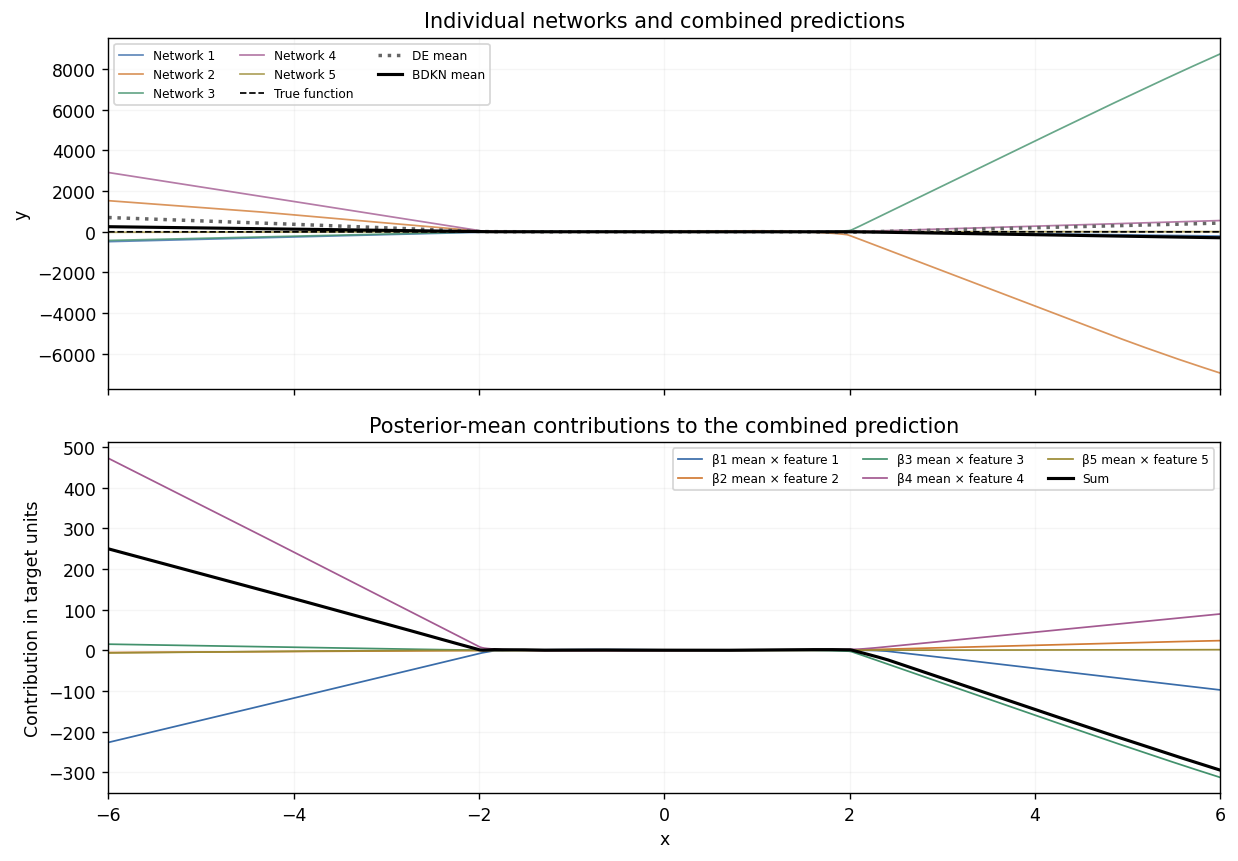 Individual networks and combined predictions
Network 1
Network 2
Network 3
Network 4
Network 5
True function
DE mean
BDKN mean
8000
6000
4000
2000
0
−2000
−4000
−6000
y
Posterior-mean contributions to the combined prediction
β1 mean × feature 1
β2 mean × feature 2
β3 mean × feature 3
β4 mean × feature 4
β5 mean × feature 5
Sum
500
400
300
200
100
0
−100
−200
−300
Contribution in target units
−6
−4
−2
0
2
4
6
x